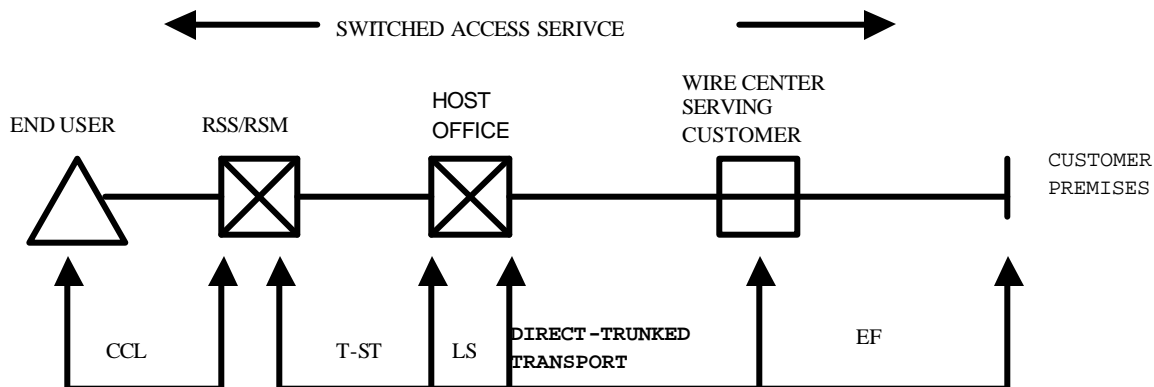 SWITCHED ACCESS SERIVCE
END USER
RSS/RSM
HOST
OFFICE
WIRE CENTER
SERVING
CUSTOMER
CUSTOMER
PREMISES
CCL
T-ST
LS
DIRECT-TRUNKED
TRANSPORT
EF